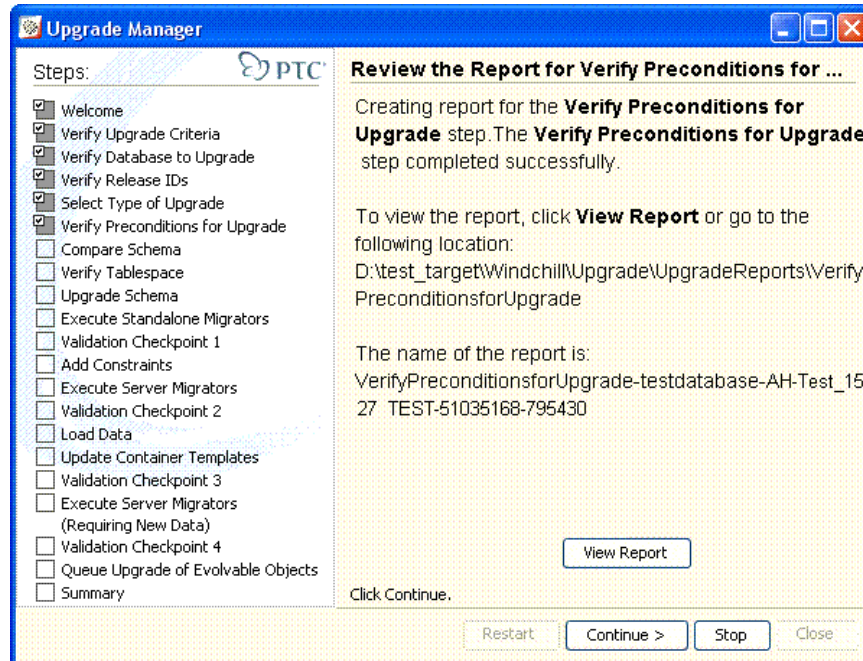 Upgrade Manager
Steps:
PTC
Welcome
Verify Upgrade Criteria
Verify Database to Upgrade
Verify Release IDs
Select Type of Upgrade
Verify Preconditions for Upgrade
Compare Schema
Verify Tablespace
Upgrade Schema
Execute Standalone Migrators
Validation Checkpoint 1
Add Constraints
Execute Server Migrators
Validation Checkpoint 2
Load Data
Update Container Templates
Validation Checkpoint 3
Execute Server Migrators
(Requiring New Data)
Validation Checkpoint 4
Queue Upgrade of Evolvable Objects
Summary
Review the Report for Verify Preconditions for ...
Creating report for the Verify Preconditions for
Upgrade step.The Verify Preconditions for Upgrade
step completed successfully.
To view the report, click View Report or go to the
following location:
D:\test_target\Windchill\Upgrade\UpgradeReports\Verify
PreconditionsforUpgrade
The name of the report is:
VerifyPreconditionsforUpgrade-testdatabase-AH-Test_15
27 TEST-51035168-795430
View Report
Click Continue.
Restart
Continue >
Stop
Close